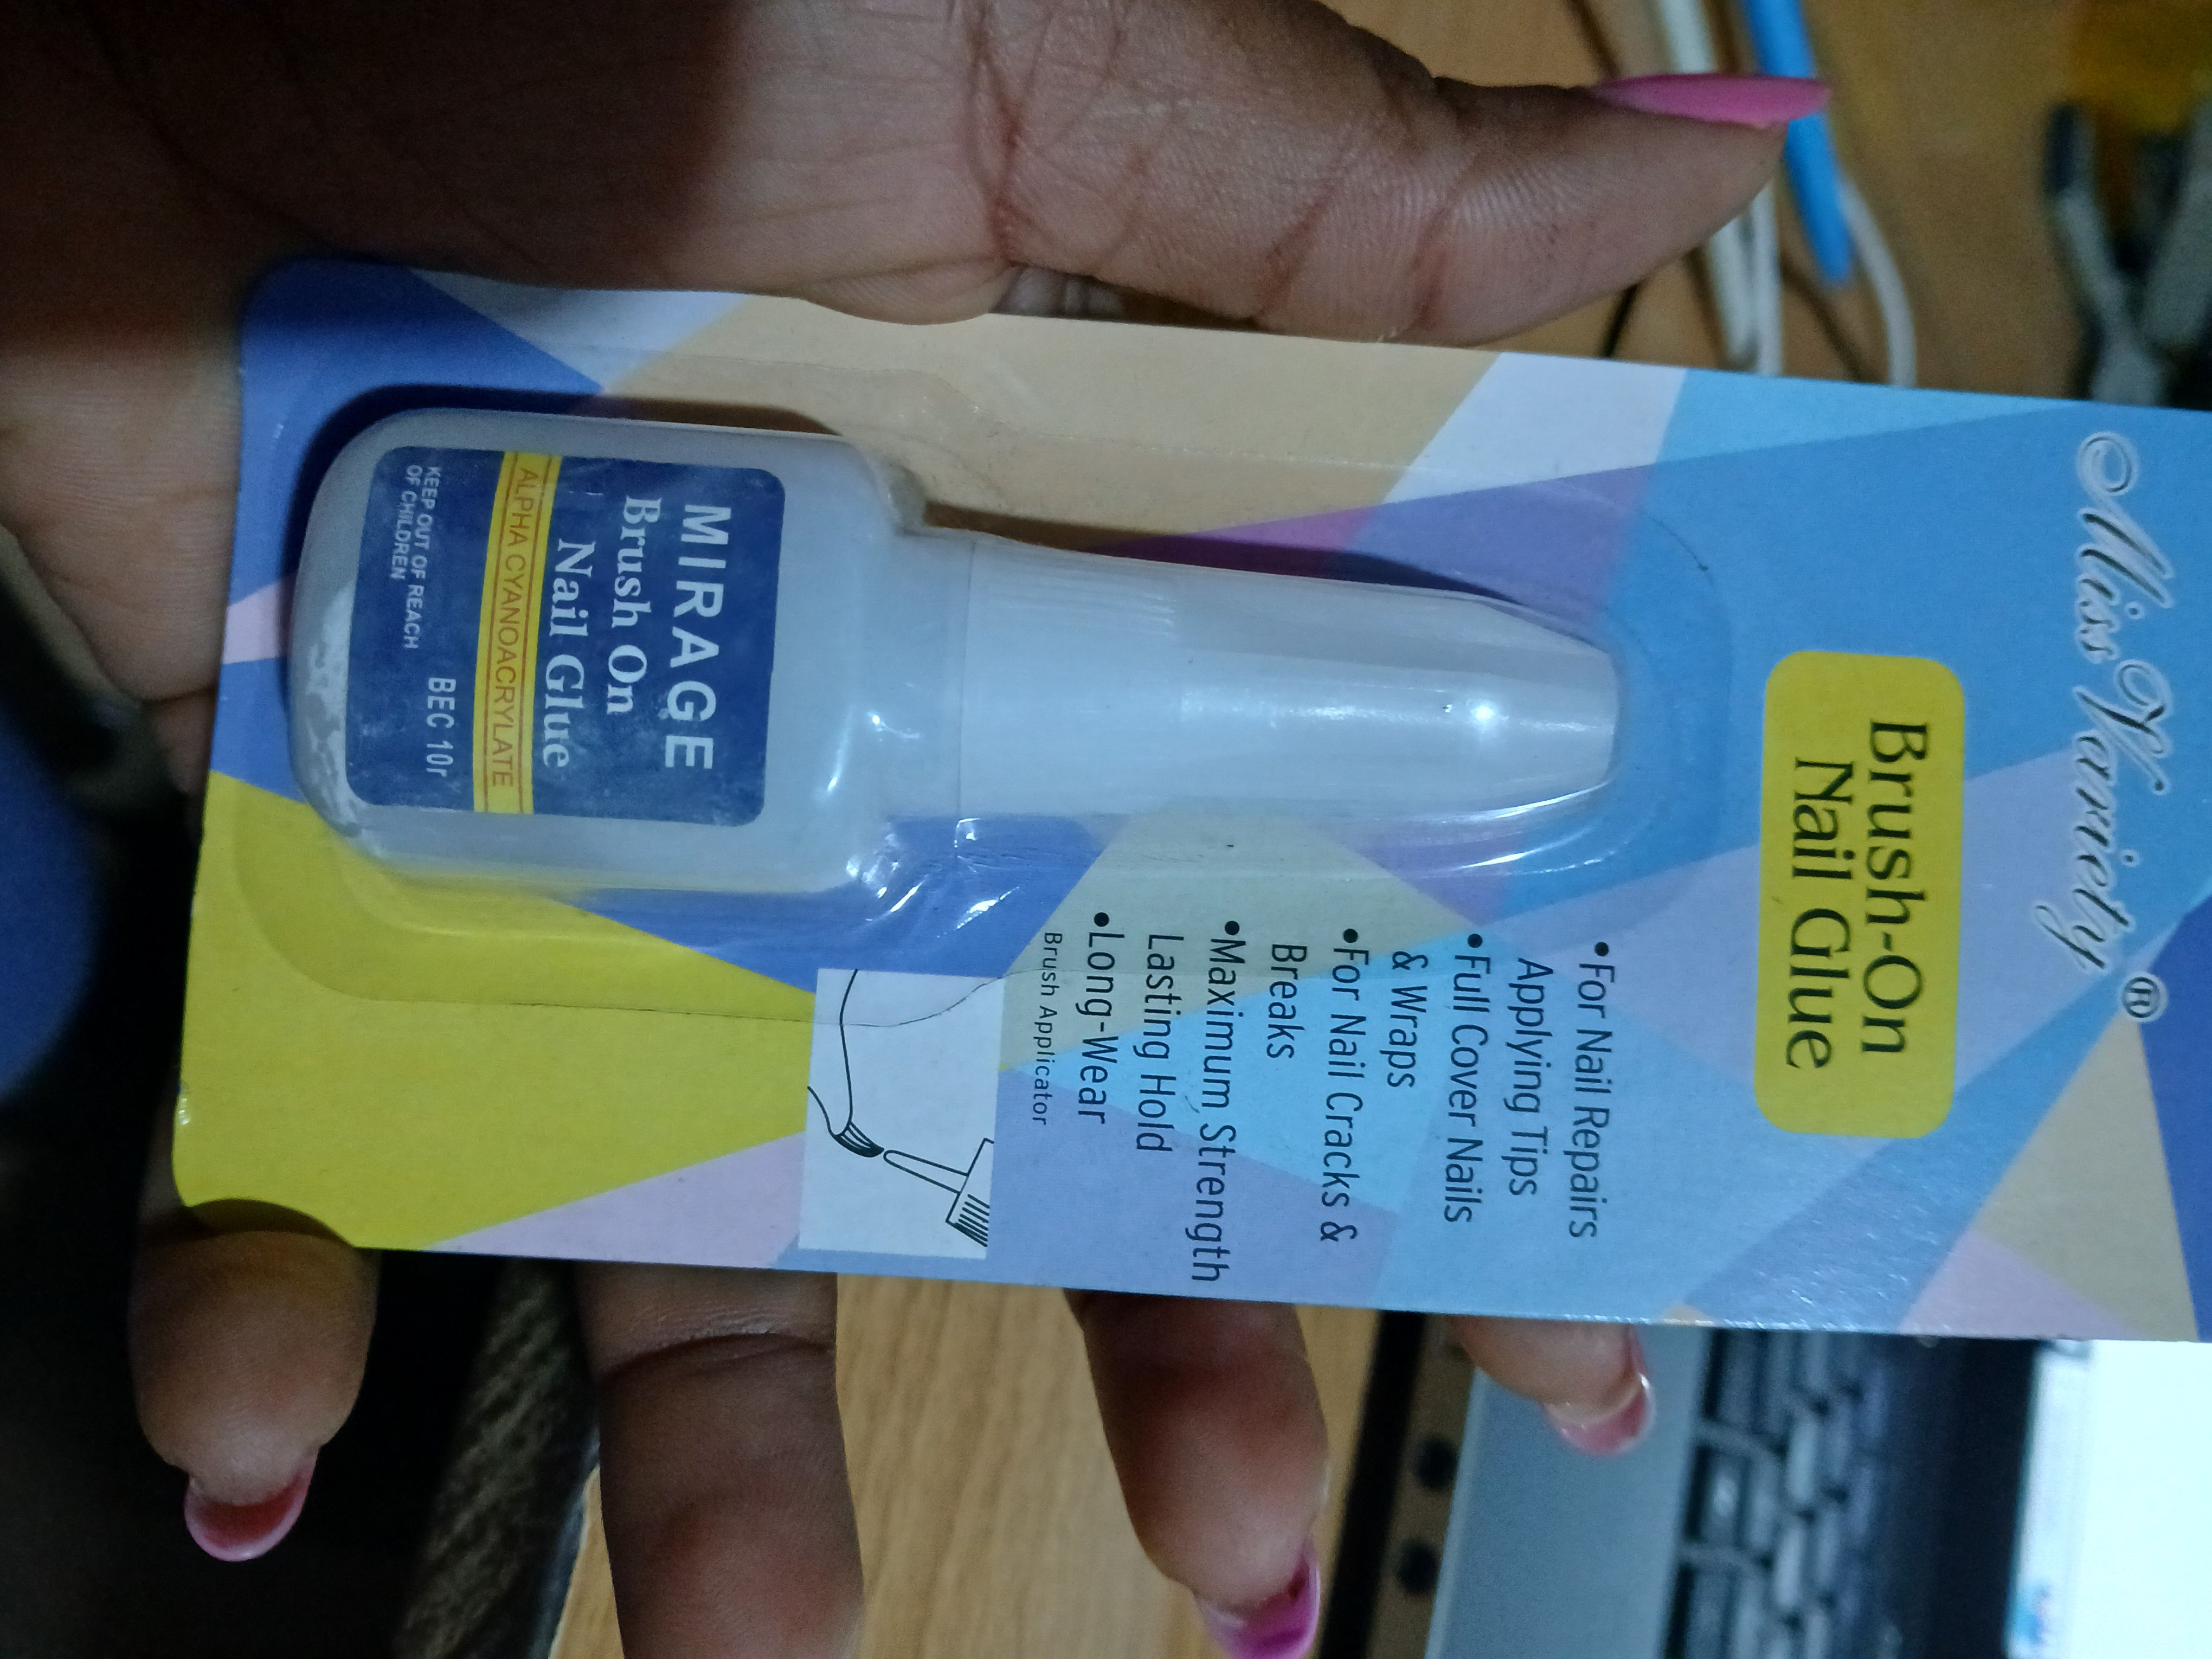 Miss Variety®
Brush-On
Nail Glue
•For Nail Repairs
Applying Tips
•Full Cover Nails
& Wraps
•For Nail Cracks &
Breaks
•Maximum Strength
Lasting Hold
•Long-Wear
Brush Applicator
MIRAGE
Brush On
Nail Glue
ALPHA CYANOACRYLATE
BEC 10r
KEEP OUT OF REACH
OF CHILDREN